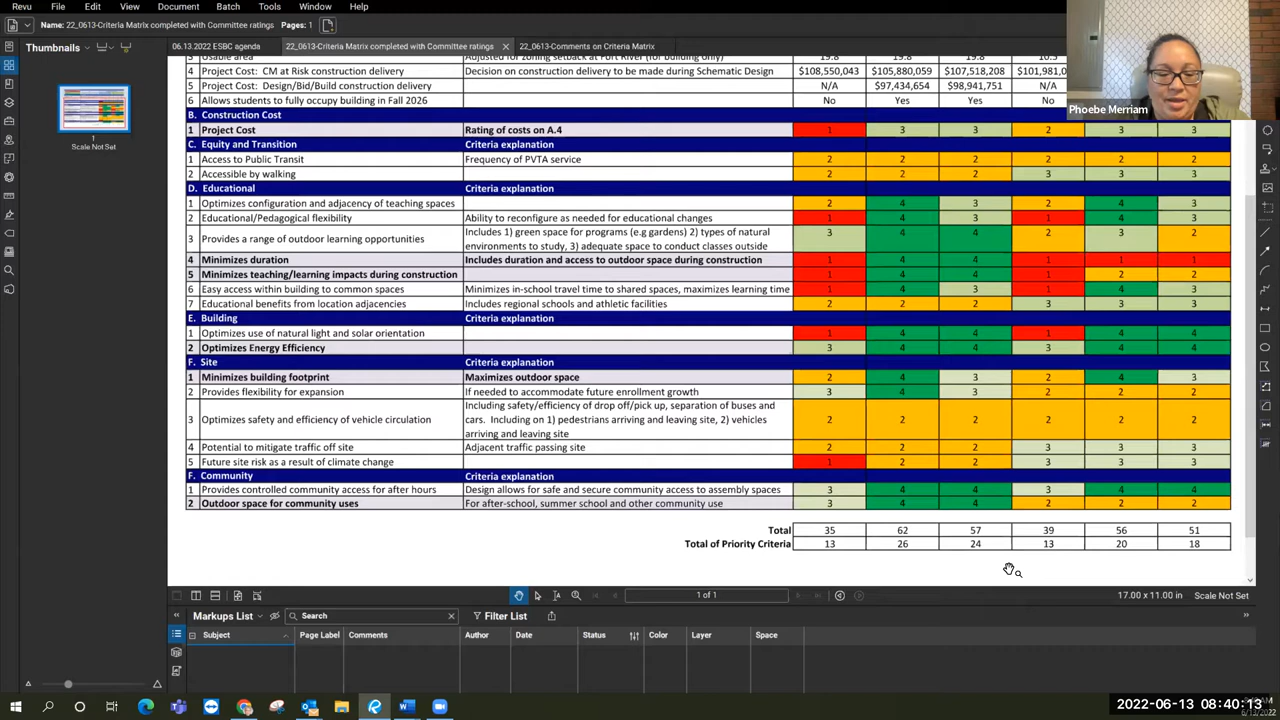 Revu File Edit View Document Batch Tools Window Help
Name: 22_0613-Criteria Matrix completed with Committee ratings Pages: 1
Thumbnails
06.13.2022 ESBC agenda 22_0613-Criteria Matrix completed with Committee ratings 22_0613-Comments on Criteria Matrix
1
Scale Not Set
Phoebe Merriam
3 Usable area Adjusted for zoning setback at Fort River (for building only) 19.8 19.8 19.8 10.5
4 Project Cost: CM at Risk construction delivery Decision on construction delivery to be made during Schematic Design $108,550,043 $105,880,059 $107,518,208 $101,981,0
5 Project Cost: Design/Bid/Build construction delivery N/A $97,434,654 $98,941,751 N/A
6 Allows students to fully occupy building in Fall 2026 No Yes Yes No
B. Construction Cost
1 Project Cost Rating of costs on A.4 1 3 3 2 3 3
C. Equity and Transition Criteria explanation
1 Access to Public Transit Frequency of PVTA service 2 2 2 2 2 2
2 Accessible by walking 2 2 2 3 3 3
D. Educational Criteria explanation
1 Optimizes configuration and adjacency of teaching spaces 2 4 3 2 4 3
2 Educational/Pedagogical flexibility Ability to reconfigure as needed for educational changes 1 4 3 1 4 3
3 Provides a range of outdoor learning opportunities Includes 1) green space for programs (e.g gardens) 2) types of natural environments to study, 3) adequate space to conduct classes outside 3 4 4 2 3 2
4 Minimizes duration Includes duration and access to outdoor space during construction 1 4 4 1 1 1
5 Minimizes teaching/learning impacts during construction 1 4 4 1 2 2
6 Easy access within building to common spaces Minimizes in-school travel time to shared spaces, maximizes learning time 1 4 3 1 4 3
7 Educational benefits from location adjacencies Includes regional schools and athletic facilities 2 2 2 3 3 3
E. Building Criteria explanation
1 Optimizes use of natural light and solar orientation 1 4 4 1 4 4
2 Optimizes Energy Efficiency 3 4 4 3 4 4
F. Site Criteria explanation
1 Minimizes building footprint Maximizes outdoor space 2 4 3 2 4 3
2 Provides flexibility for expansion If needed to accommodate future enrollment growth 3 4 3 2 2 2
3 Optimizes safety and efficiency of vehicle circulation Including safety/efficiency of drop off/pick up, separation of buses and cars. Including on 1) pedestrians arriving and leaving site, 2) vehicles arriving and leaving site 2 2 2 2 2 2
4 Potential to mitigate traffic off site Adjacent traffic passing site 2 2 2 3 3 3
5 Future site risk as a result of climate change 1 2 2 3 3 3
F. Community Criteria explanation
1 Provides controlled community access for after hours Design allows for safe and secure community access to assembly spaces 3 4 4 3 4 4
2 Outdoor space for community uses For after-school, summer school and other community use 3 4 4 2 2 2
Total 35 62 57 39 56 51
Total of Priority Criteria 13 26 24 13 20 18
1 of 1 17.00 x 11.00 in Scale Not Set
Markups List Search Filter List
Subject Page Label Comments Author Date Status Color Layer Space
2022-06-13 08:40:13